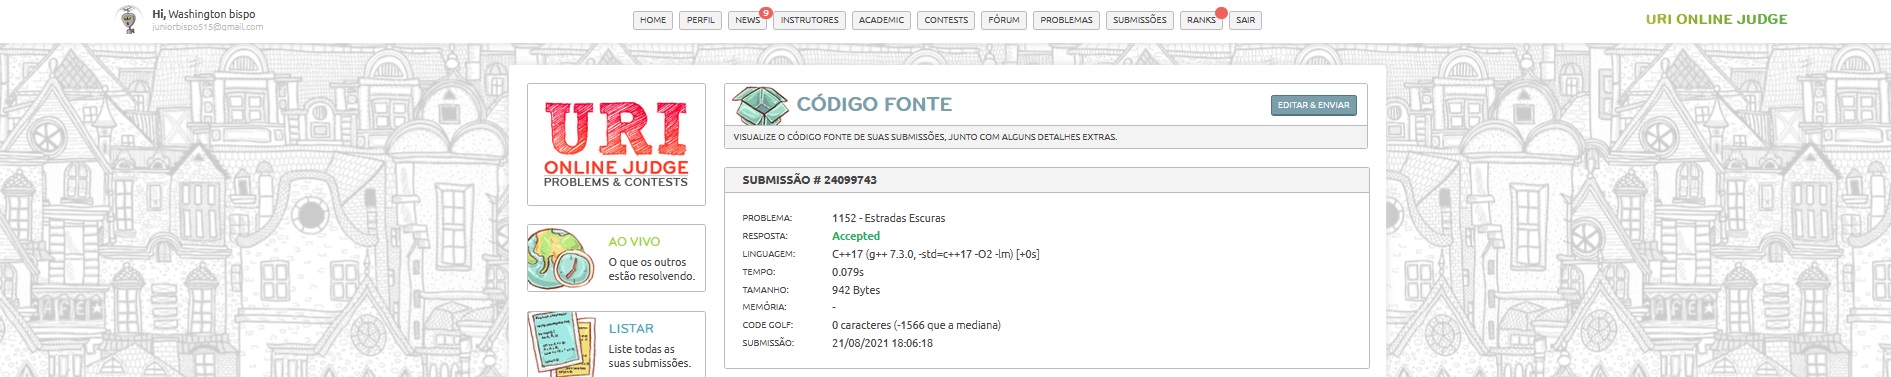 Hi, Washington bispo
juniorbispo515@gmail.com
HOME PERFIL NEWS 9 INSTRUTORES ACADEMIC CONTESTS FÓRUM PROBLEMAS SUBMISSÕES RANKS SAIR
URI ONLINE JUDGE
URI
ONLINE JUDGE
PROBLEMS & CONTESTS
AO VIVO
O que os outros
estão resolvendo.
LISTAR
Liste todas as
suas submissões.
CÓDIGO FONTE
EDITAR & ENVIAR
VISUALIZE O CÓDIGO FONTE DE SUAS SUBMISSÕES, JUNTO COM ALGUNS DETALHES EXTRAS.
SUBMISSÃO # 24099743
PROBLEMA: 1152 - Estradas Escuras
RESPOSTA: Accepted
LINGUAGEM: C++17 (g++ 7.3.0, -std=c++17 -O2 -lm) [+0s]
TEMPO: 0.079s
TAMANHO: 942 Bytes
MEMÓRIA: -
CODE GOLF: 0 caracteres (-1566 que a mediana)
SUBMISSÃO: 21/08/2021 18:06:18